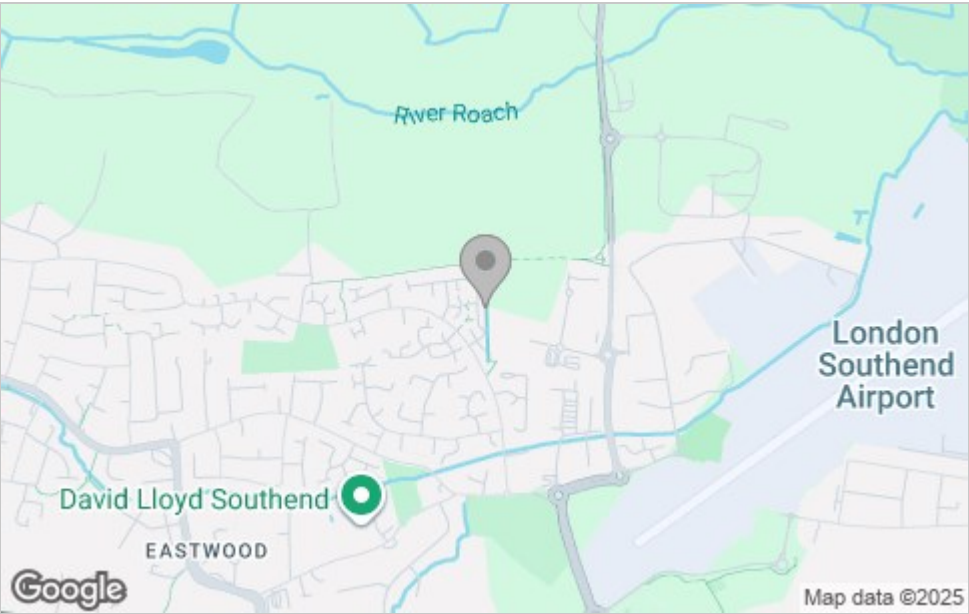 River Roach
London
Southend
Airport
David Lloyd Southend
EASTWOOD
Google
Map data ©2025